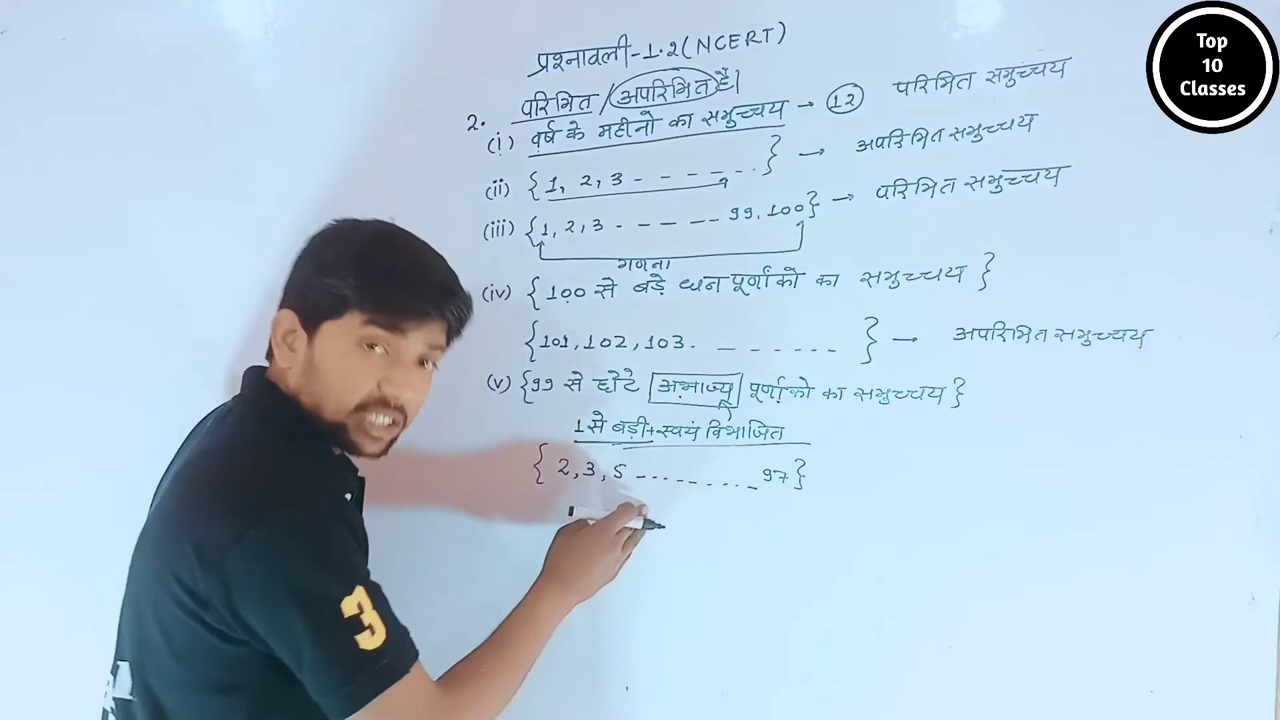 प्रश्नावली-1.2(NCERT)
2. परिमित / अपरिमित है।
(i) वर्ष के महीनो का समुच्चय → 12 परिमित समुच्चय
(ii) { 1, 2, 3 - - - - - - . . } → अपरिमित समुच्चय
(iii) {1, 2, 3 - - - - - - 99, 100} → परिमित समुच्चय
गणना
(iv) { 100 से बड़े धन पूर्णांको का समुच्चय }
{101, 102, 103. - - - - - - - } → अपरिमित समुच्चय
(v) {99 से छोटे अभाज्य पूर्णांको का समुच्चय}
1 से बड़ी+स्वयं विभाजित
{ 2, 3, 5 - - - - - - - - - 97}
Top
10
Classes
3